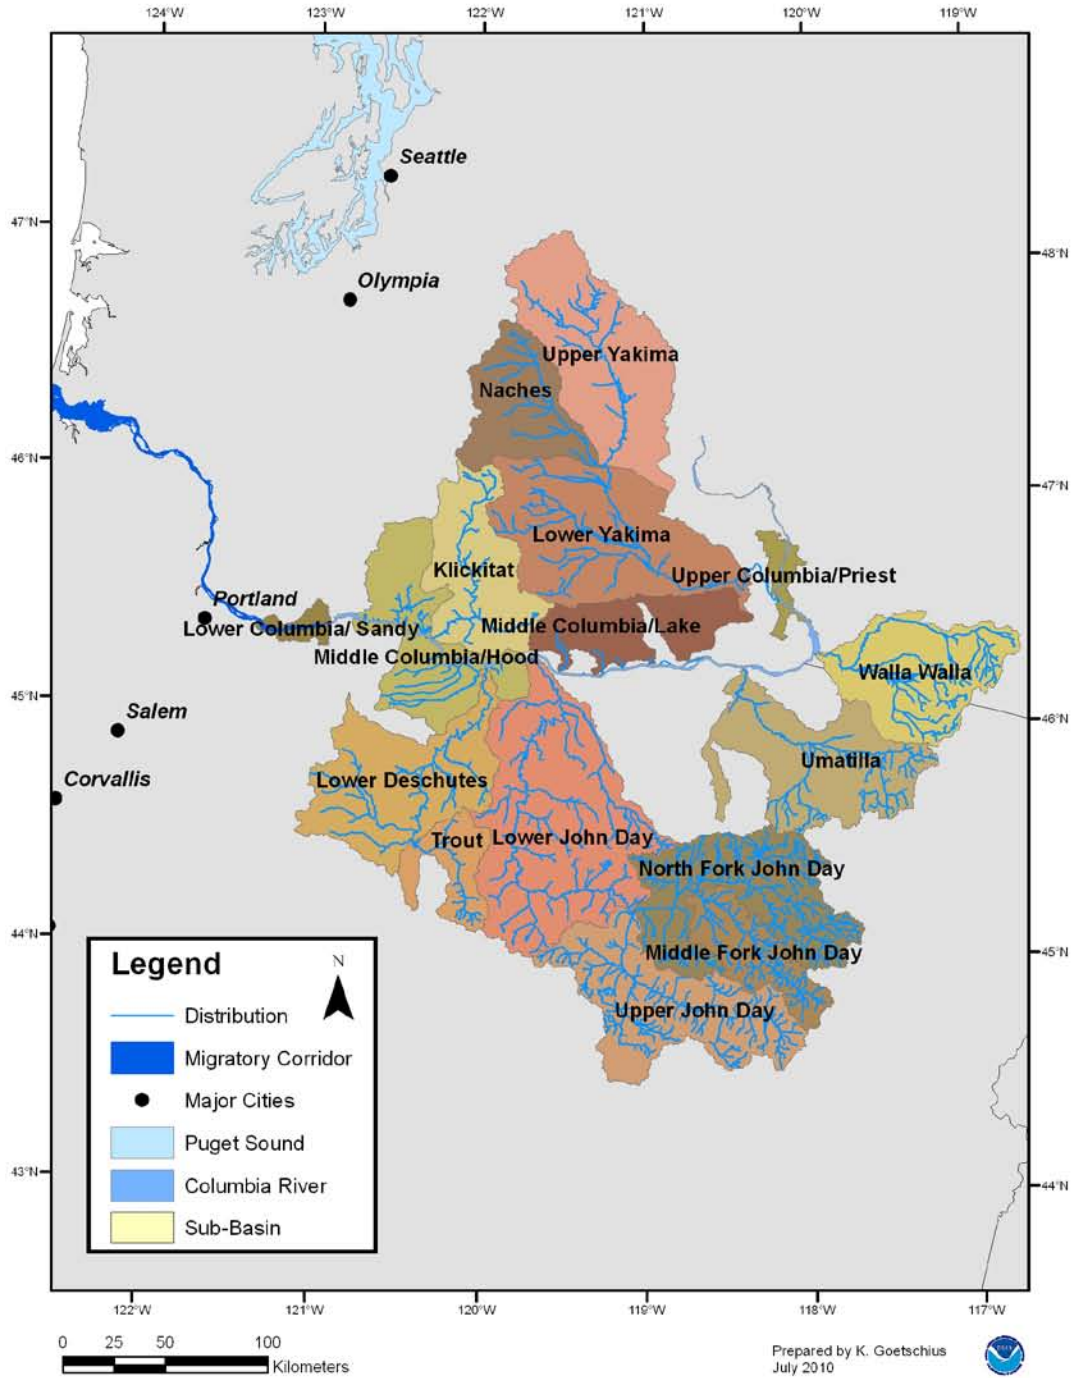 124°W 123°W 122°W 121°W 120°W 119°W
Seattle
47°N
48°N
Olympia
Upper Yakima
Naches
46°N
47°N
Lower Yakima
Klickitat
Upper Columbia/Priest
Portland
Lower Columbia/ Sandy
Middle Columbia/Lake
Middle Columbia/Hood
Walla Walla
45°N
46°N
Salem
Umatilla
Corvallis
Lower Deschutes
Trout
Lower John Day
North Fork John Day
44°N
45°N
Middle Fork John Day
Upper John Day
Legend
N
Distribution
Migratory Corridor
Major Cities
Puget Sound
Columbia River
Sub-Basin
43°N
44°N
122°W 121°W 120°W 119°W 118°W 117°W
0 25 50 100
Kilometers
Prepared by K. Goetschius
July 2010